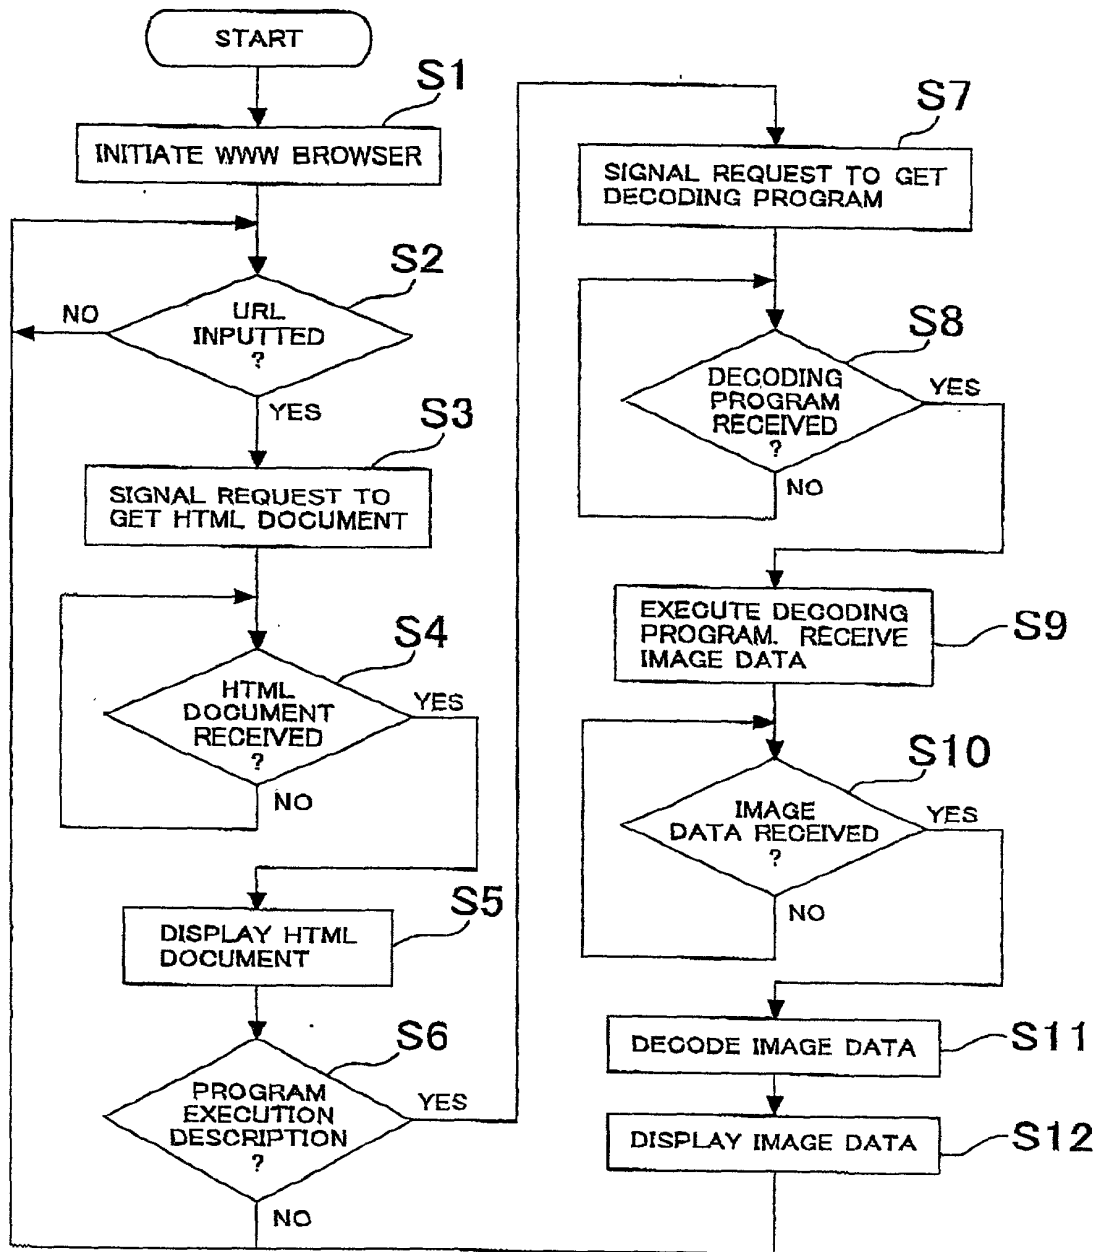 START
S1
INITIATE WWW BROWSER
S2
URL
INPUTTED
?
NO
YES
S3
SIGNAL REQUEST TO
GET HTML DOCUMENT
S4
HTML
DOCUMENT
RECEIVED
?
YES
NO
S5
DISPLAY HTML
DOCUMENT
S6
PROGRAM
EXECUTION
DESCRIPTION
?
YES
NO
S7
SIGNAL REQUEST TO GET
DECODING PROGRAM
S8
DECODING
PROGRAM
RECEIVED
?
YES
NO
EXECUTE DECODING
PROGRAM. RECEIVE
IMAGE DATA
S9
S10
IMAGE
DATA RECEIVED
?
YES
NO
DECODE IMAGE DATA
S11
DISPLAY IMAGE DATA
S12